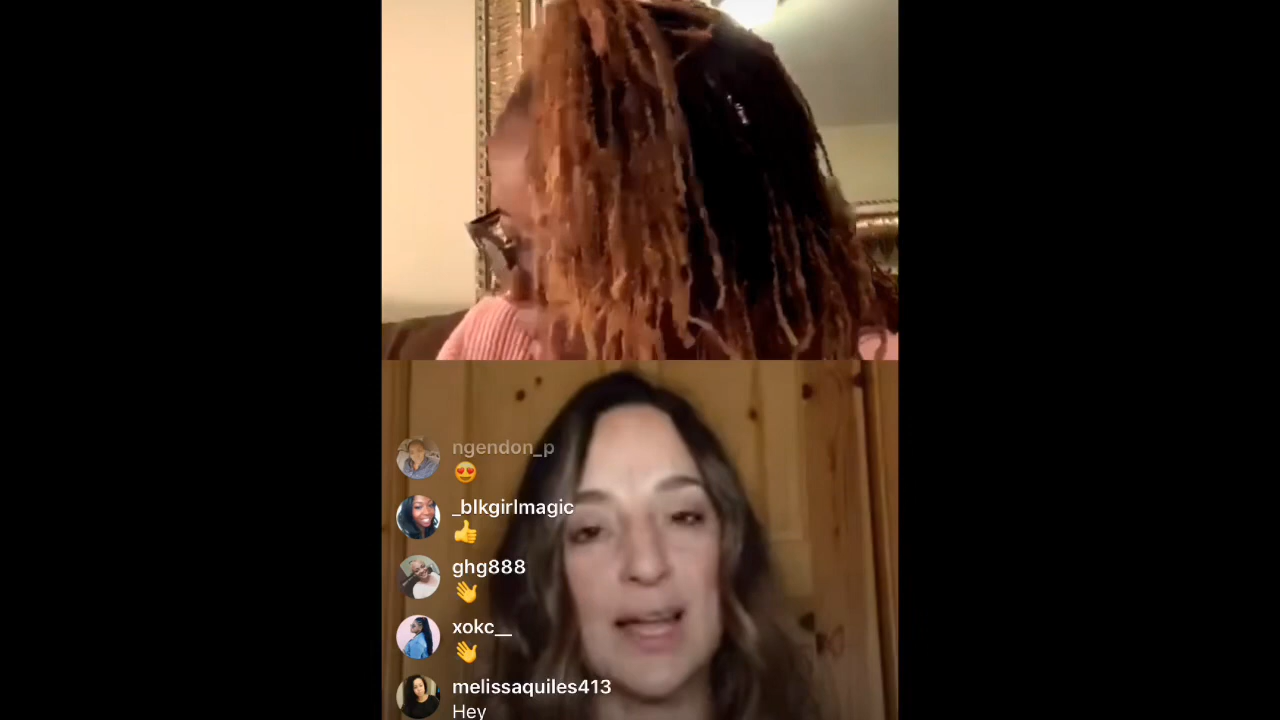 ngendon_p
😍
_blkgirlmagic
👍
ghg888
👋
xokc__
👋
melissaquiles413
Hey